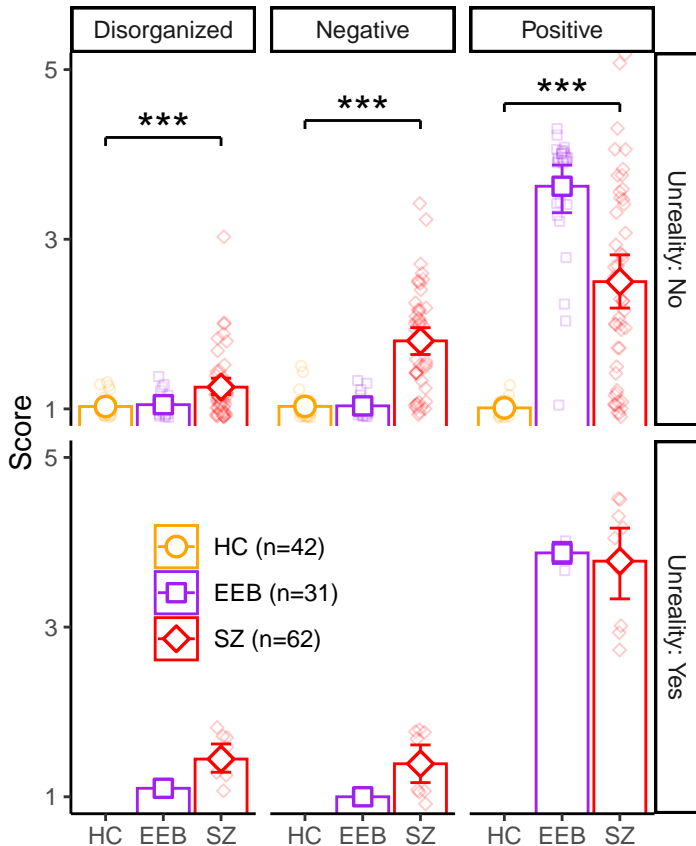 Disorganized
Negative
Positive
5
3
1
***
***
***
Unreality: No
Score
5
3
1
HC (n=42)
EEB (n=31)
SZ (n=62)
Unreality: Yes
HC EEB SZ
HC EEB SZ
HC EEB SZ